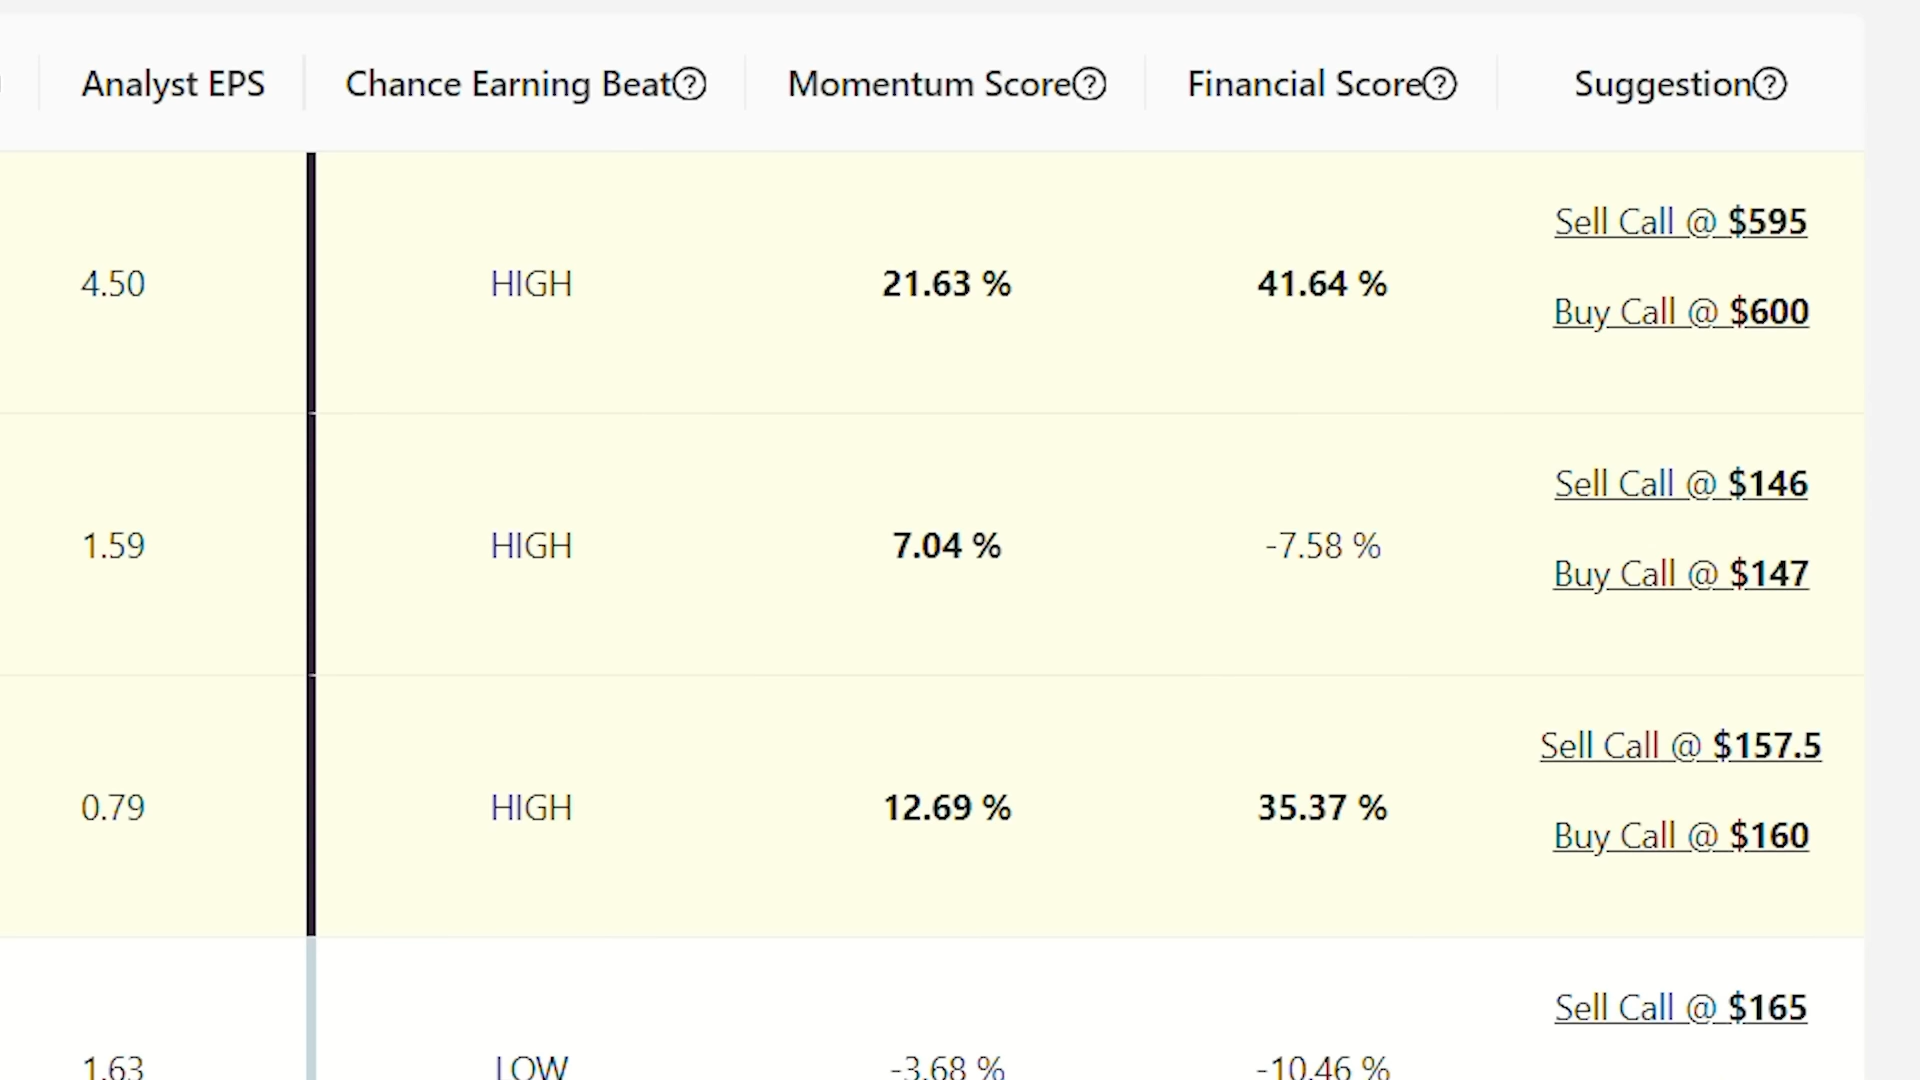 Analyst EPS Chance Earning Beat? Momentum Score? Financial Score? Suggestion?
Sell Call @ $595
4.50 HIGH 21.63 % 41.64 %
Buy Call @ $600
Sell Call @ $146
1.59 HIGH 7.04 % -7.58 %
Buy Call @ $147
Sell Call @ $157.5
0.79 HIGH 12.69 % 35.37 %
Buy Call @ $160
Sell Call @ $165
1.63 LOW -3.68 % -10.46 %